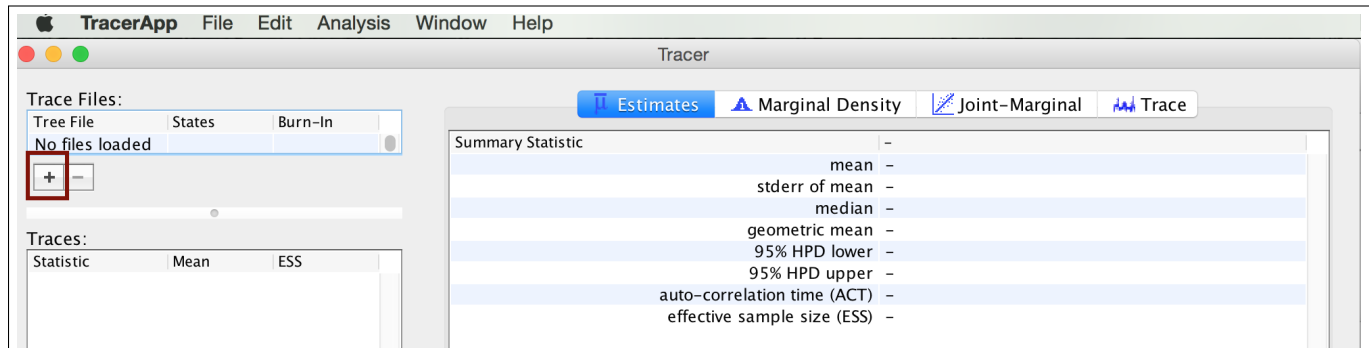 TracerApp File Edit Analysis Window Help
Tracer
Trace Files:
Tree File States Burn-In
No files loaded
+ −
Traces:
Statistic Mean ESS
Estimates Marginal Density Joint-Marginal Trace
Summary Statistic -
mean -
stderr of mean -
median -
geometric mean -
95% HPD lower -
95% HPD upper -
auto-correlation time (ACT) -
effective sample size (ESS) -